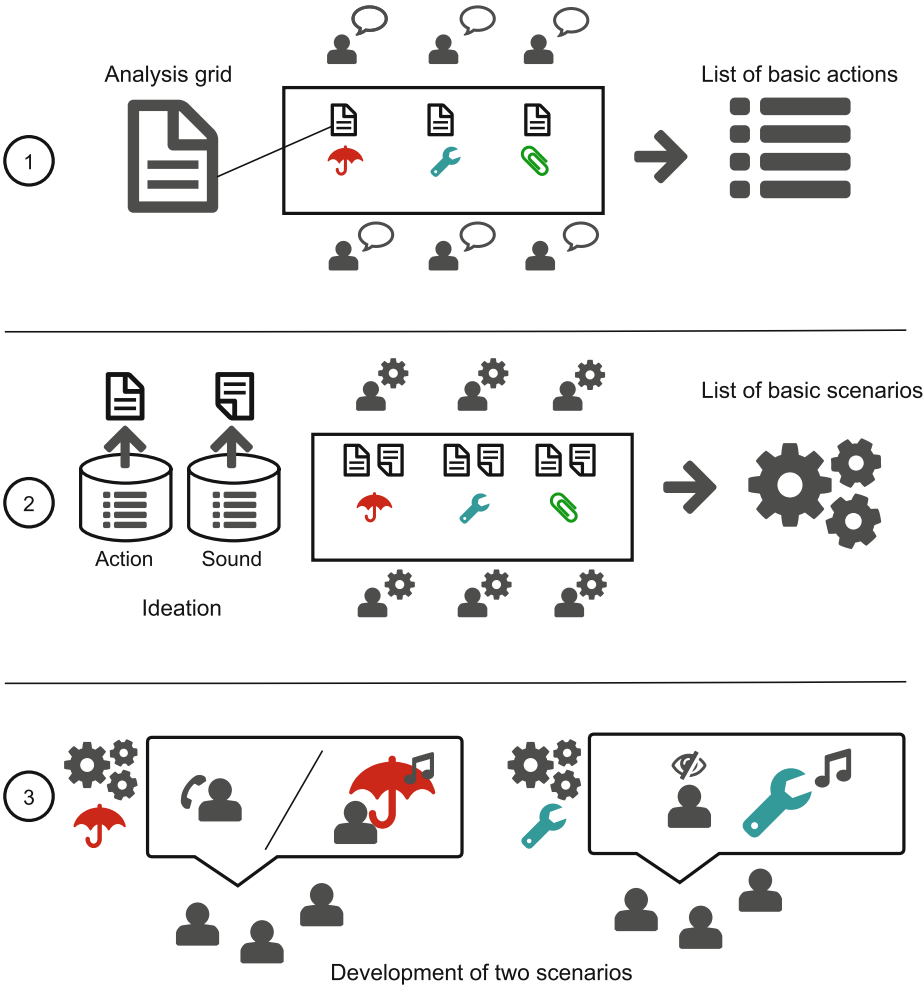 Analysis grid
List of basic actions
1
List of basic scenarios
2
Action
Sound
Ideation
3
Development of two scenarios